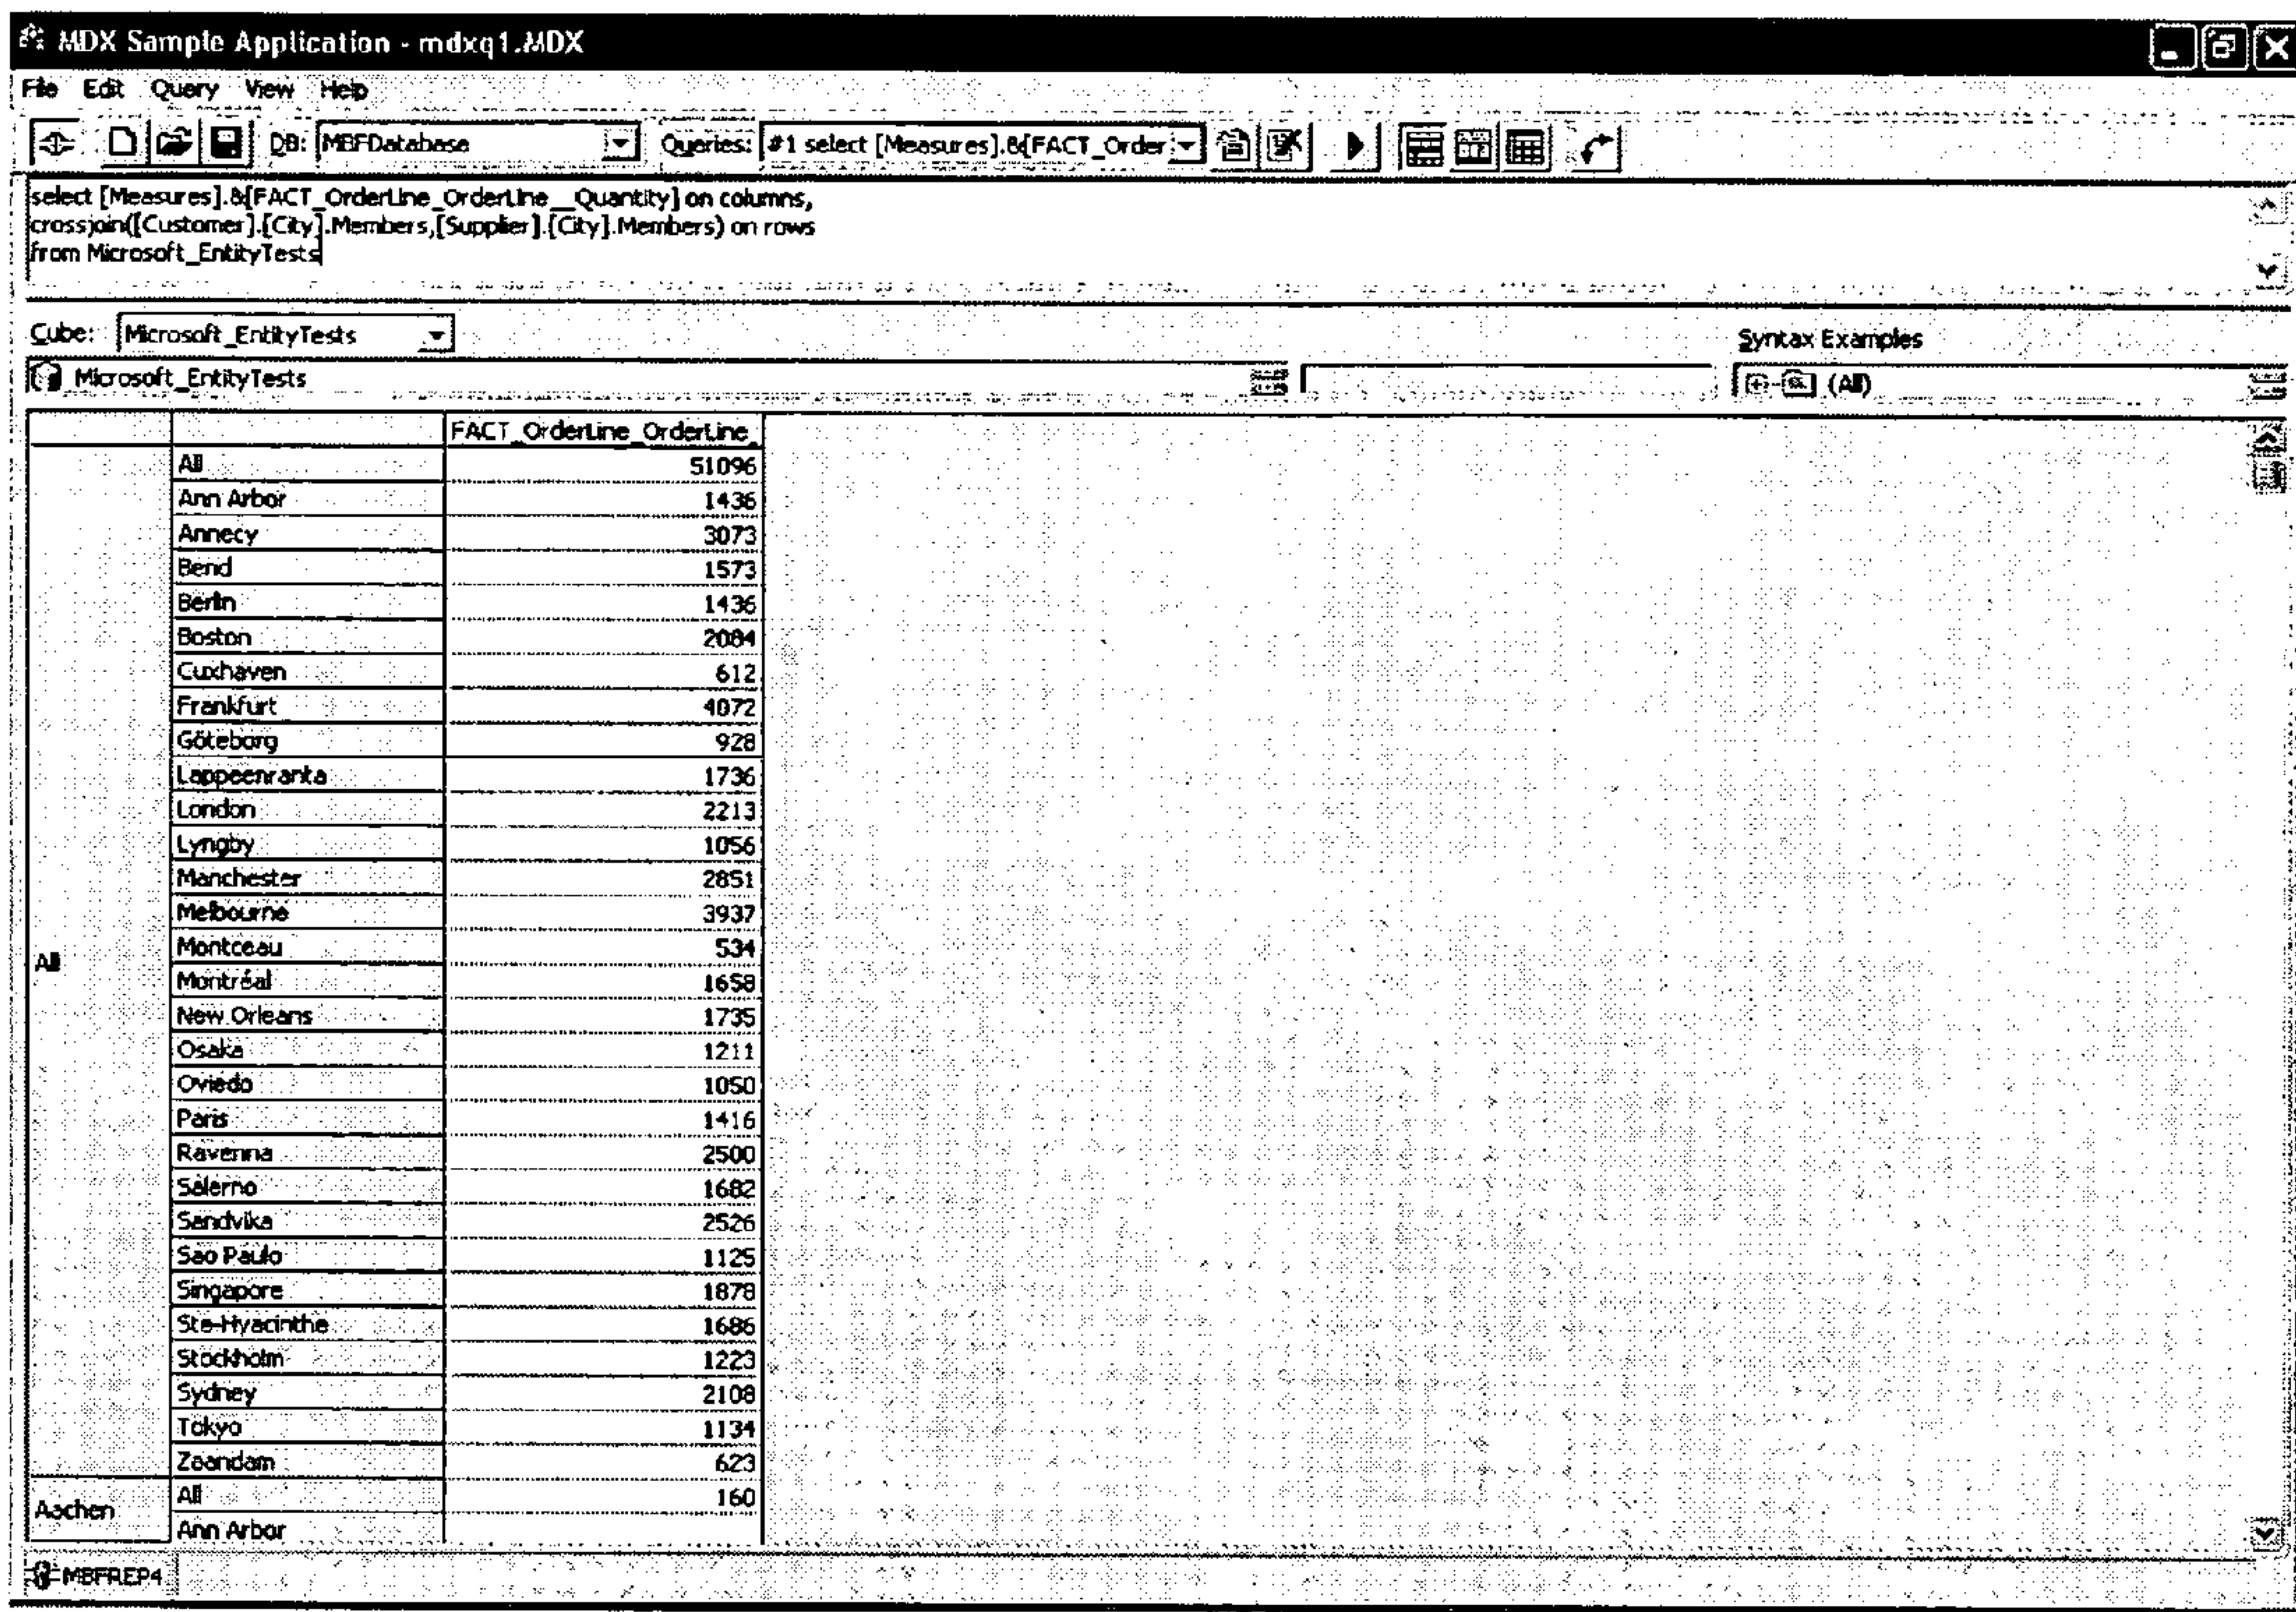 MDX Sample Application - mdxq1.MDX
File Edit Query View Help
DB: MBFDatabase Queries: #1 select [Measures].&[FACT_Order
select [Measures].&[FACT_OrderLine_OrderLine__Quantity] on columns,
crossjoin([Customer].[City].Members,[Supplier].[City].Members) on rows
from Microsoft_EntityTests
Cube: Microsoft_EntityTests Syntax Examples
Microsoft_EntityTests (All)
FACT_OrderLine_OrderLine_
All 51096
Ann Arbor 1436
Annecy 3073
Bend 1573
Berlin 1436
Boston 2084
Cuxhaven 612
Frankfurt 4072
Göteborg 928
Lappeenranta 1736
London 2213
Lyngby 1056
Manchester 2851
Melbourne 3937
Montceau 534
All
Montréal 1658
New Orleans 1735
Osaka 1211
Oviedo 1050
Paris 1416
Ravenna 2500
Salerno 1682
Sandvika 2526
Sao Paulo 1125
Singapore 1878
Ste-Hyacinthe 1686
Stockholm 1223
Sydney 2108
Tokyo 1134
Zaandam 623
All 160
Aachen
Ann Arbor
MBFREP4